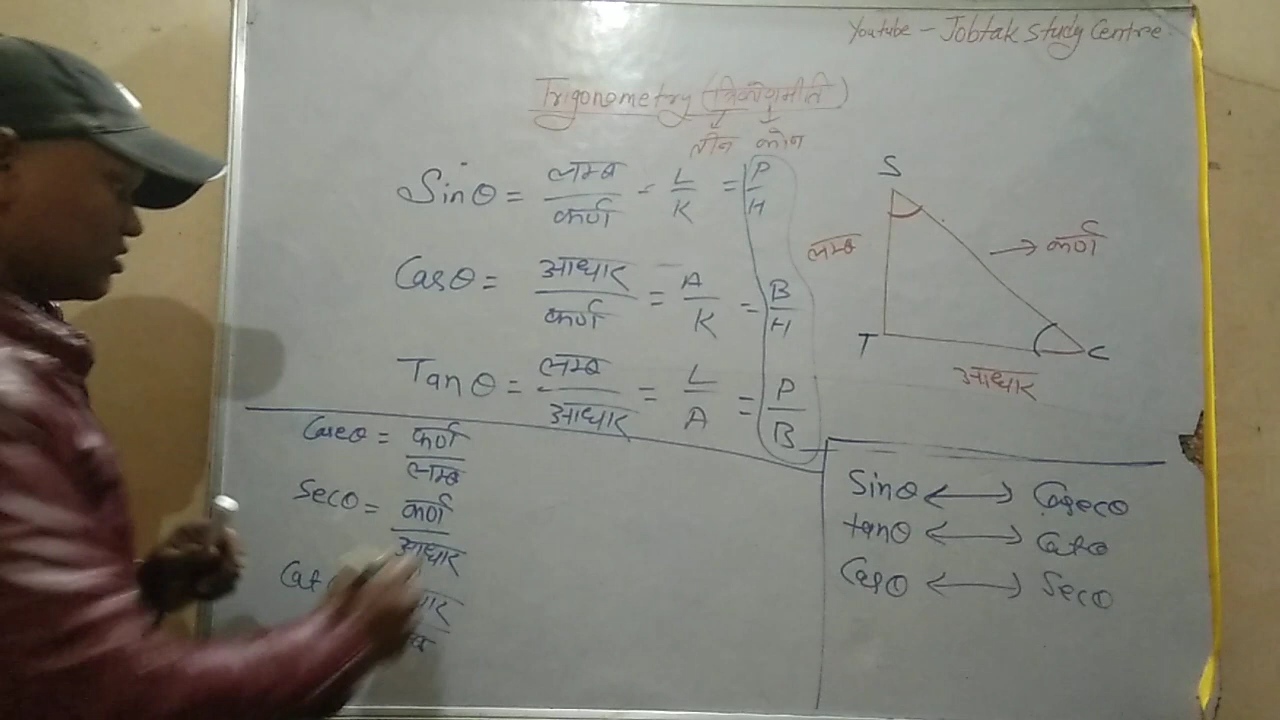 Youtube - Jobtak Study Centre
Trigonometry (त्रिकोणमीति)
तीन कोन
Sinθ = लम्ब / कर्ण = L / K = P / H
Cosθ = आधार / कर्ण = A / K = B / H
Tanθ = लम्ब / आधार = L / A = P / B
S
लम्ब
→ कर्ण
T
C
आधार
Cosecθ = कर्ण / लम्ब
Secθ = कर्ण / आधार
Cot
Sinθ ↔ Cosecθ
tanθ ↔ Cotθ
Cosθ ↔ Secθ